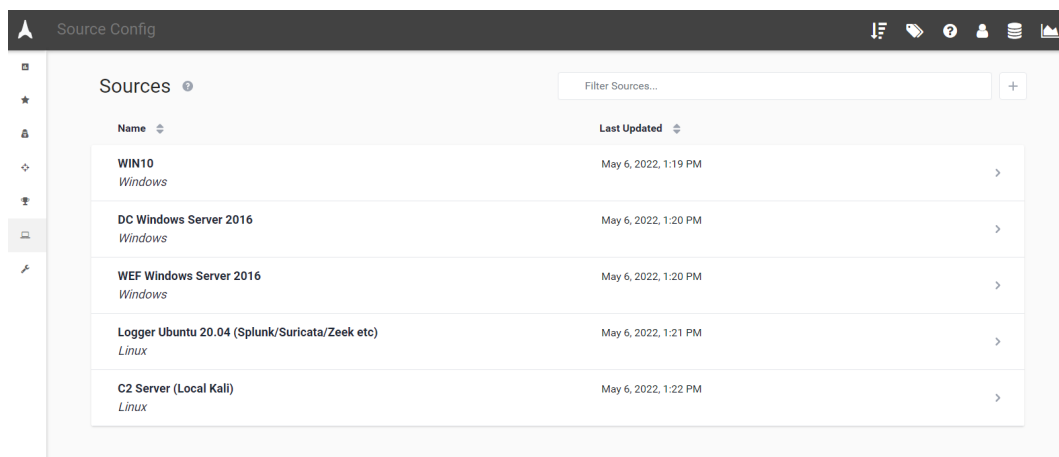 Source Config
Sources
Filter Sources...
Name
Last Updated
WIN10
May 6, 2022, 1:19 PM
Windows
DC Windows Server 2016
May 6, 2022, 1:20 PM
Windows
WEF Windows Server 2016
May 6, 2022, 1:20 PM
Windows
Logger Ubuntu 20.04 (Splunk/Suricata/Zeek etc)
May 6, 2022, 1:21 PM
Linux
C2 Server (Local Kali)
May 6, 2022, 1:22 PM
Linux